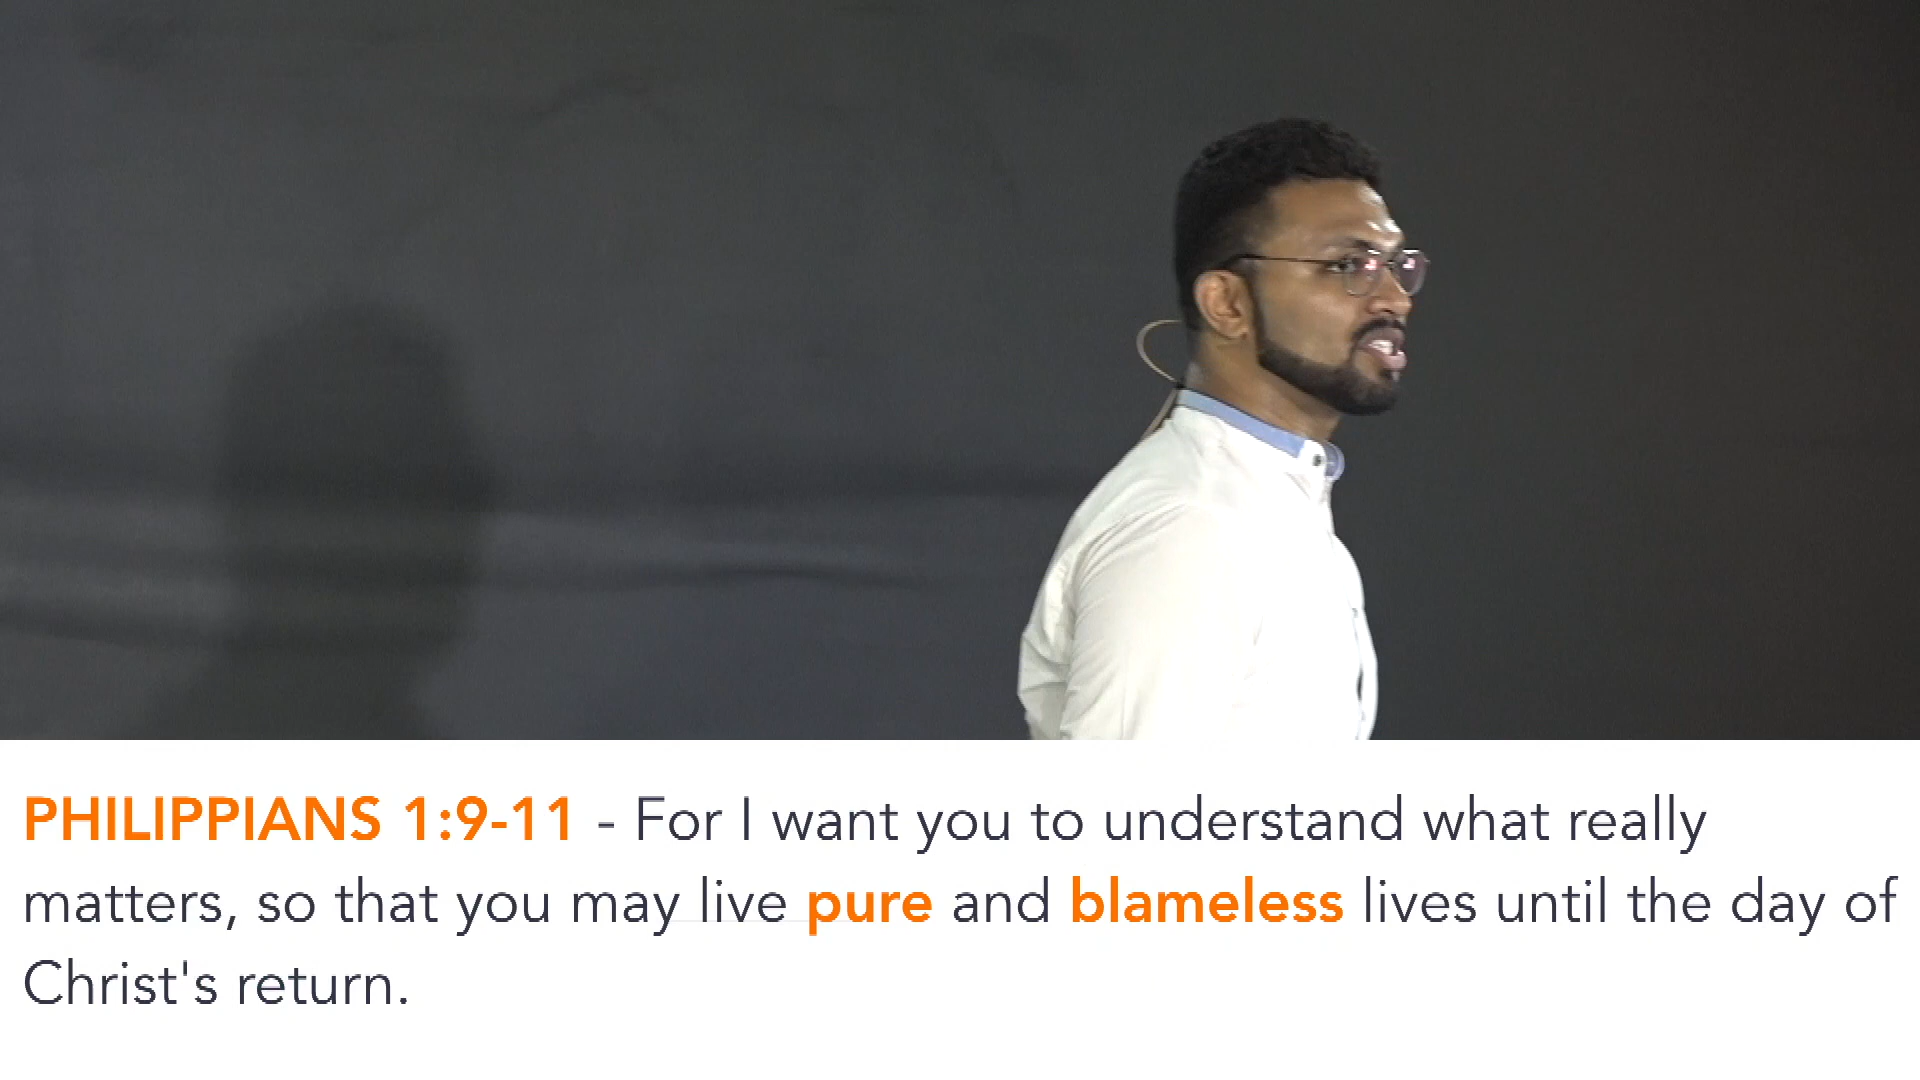 PHILIPPIANS 1:9-11 - For I want you to understand what really
matters, so that you may live pure and blameless lives until the day of
Christ's return.